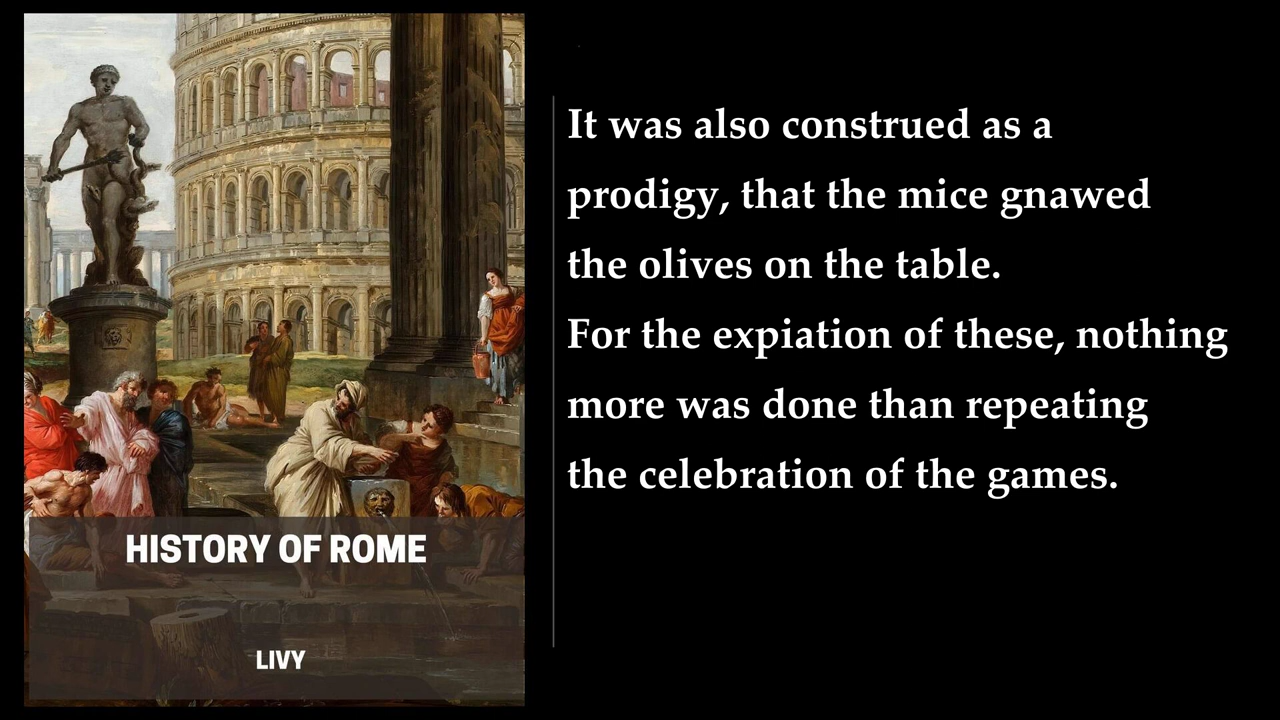 HISTORY OF ROME
LIVY
It was also construed as a
prodigy, that the mice gnawed
the olives on the table.
For the expiation of these, nothing
more was done than repeating
the celebration of the games.